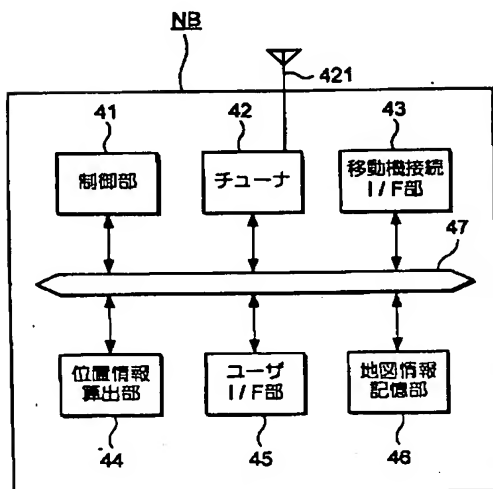 NB
421
41
42
43
制御部
チューナ
移動機接続
I/F部
47
位置情報
算出部
ユーザ
I/F部
地図情報
記憶部
44
45
46